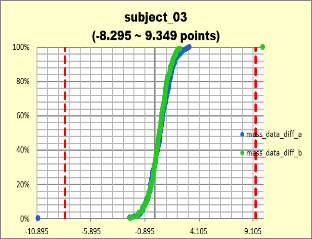 subject_03
(-8.295 ~ 9.349 points)
100%
80%
60%
40%
20%
0%
mass_data_diff_a
mass_data_diff_b
-10.895
-5.895
-0.895
4.105
9.105